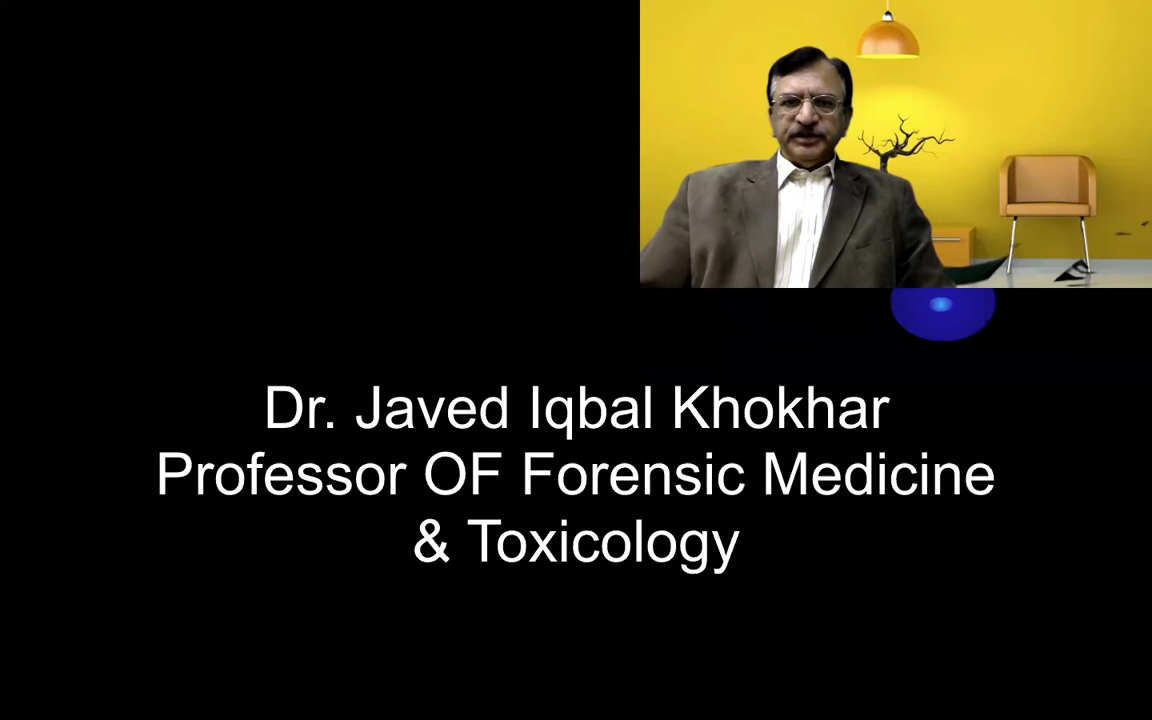 Dr. Javed Iqbal Khokhar
Professor OF Forensic Medicine
& Toxicology